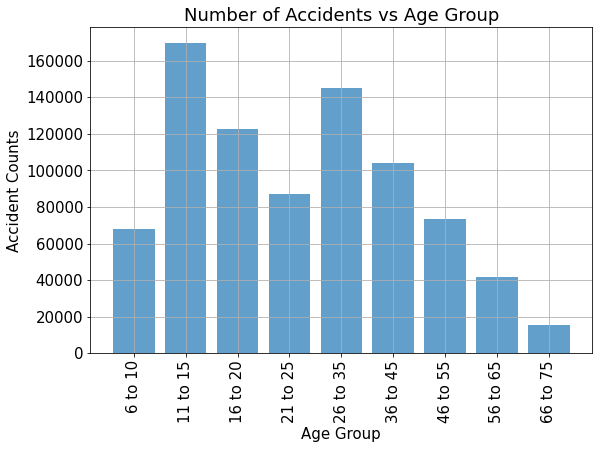 Number of Accidents vs Age Group
Accident Counts
160000
140000
120000
100000
80000
60000
40000
20000
0
6 to 10
11 to 15
16 to 20
21 to 25
26 to 35
36 to 45
46 to 55
56 to 65
66 to 75
Age Group